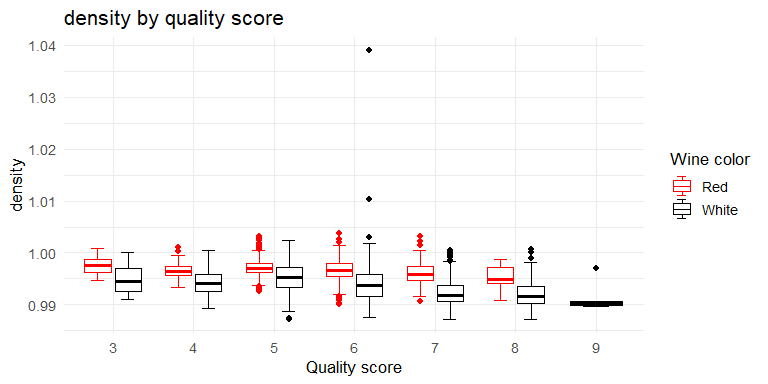 density by quality score
1.04
1.03
1.02
1.01
1.00
0.99
density
3 4 5 6 7 8 9
Quality score
Wine color
Red
White